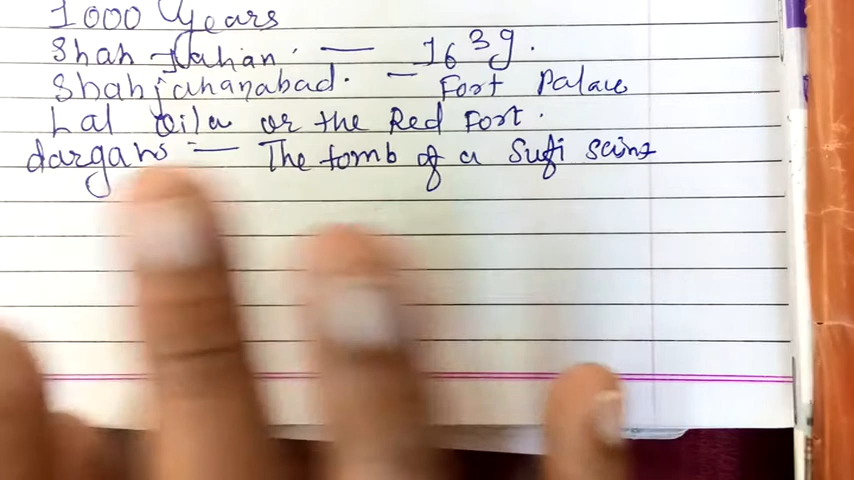 1000 Years
Shah Jahan. — 1639.
Shahjahanabad. — Fort Palace
Lal Qila or the Red Fort.
dargahs — The tomb of a Sufi saint